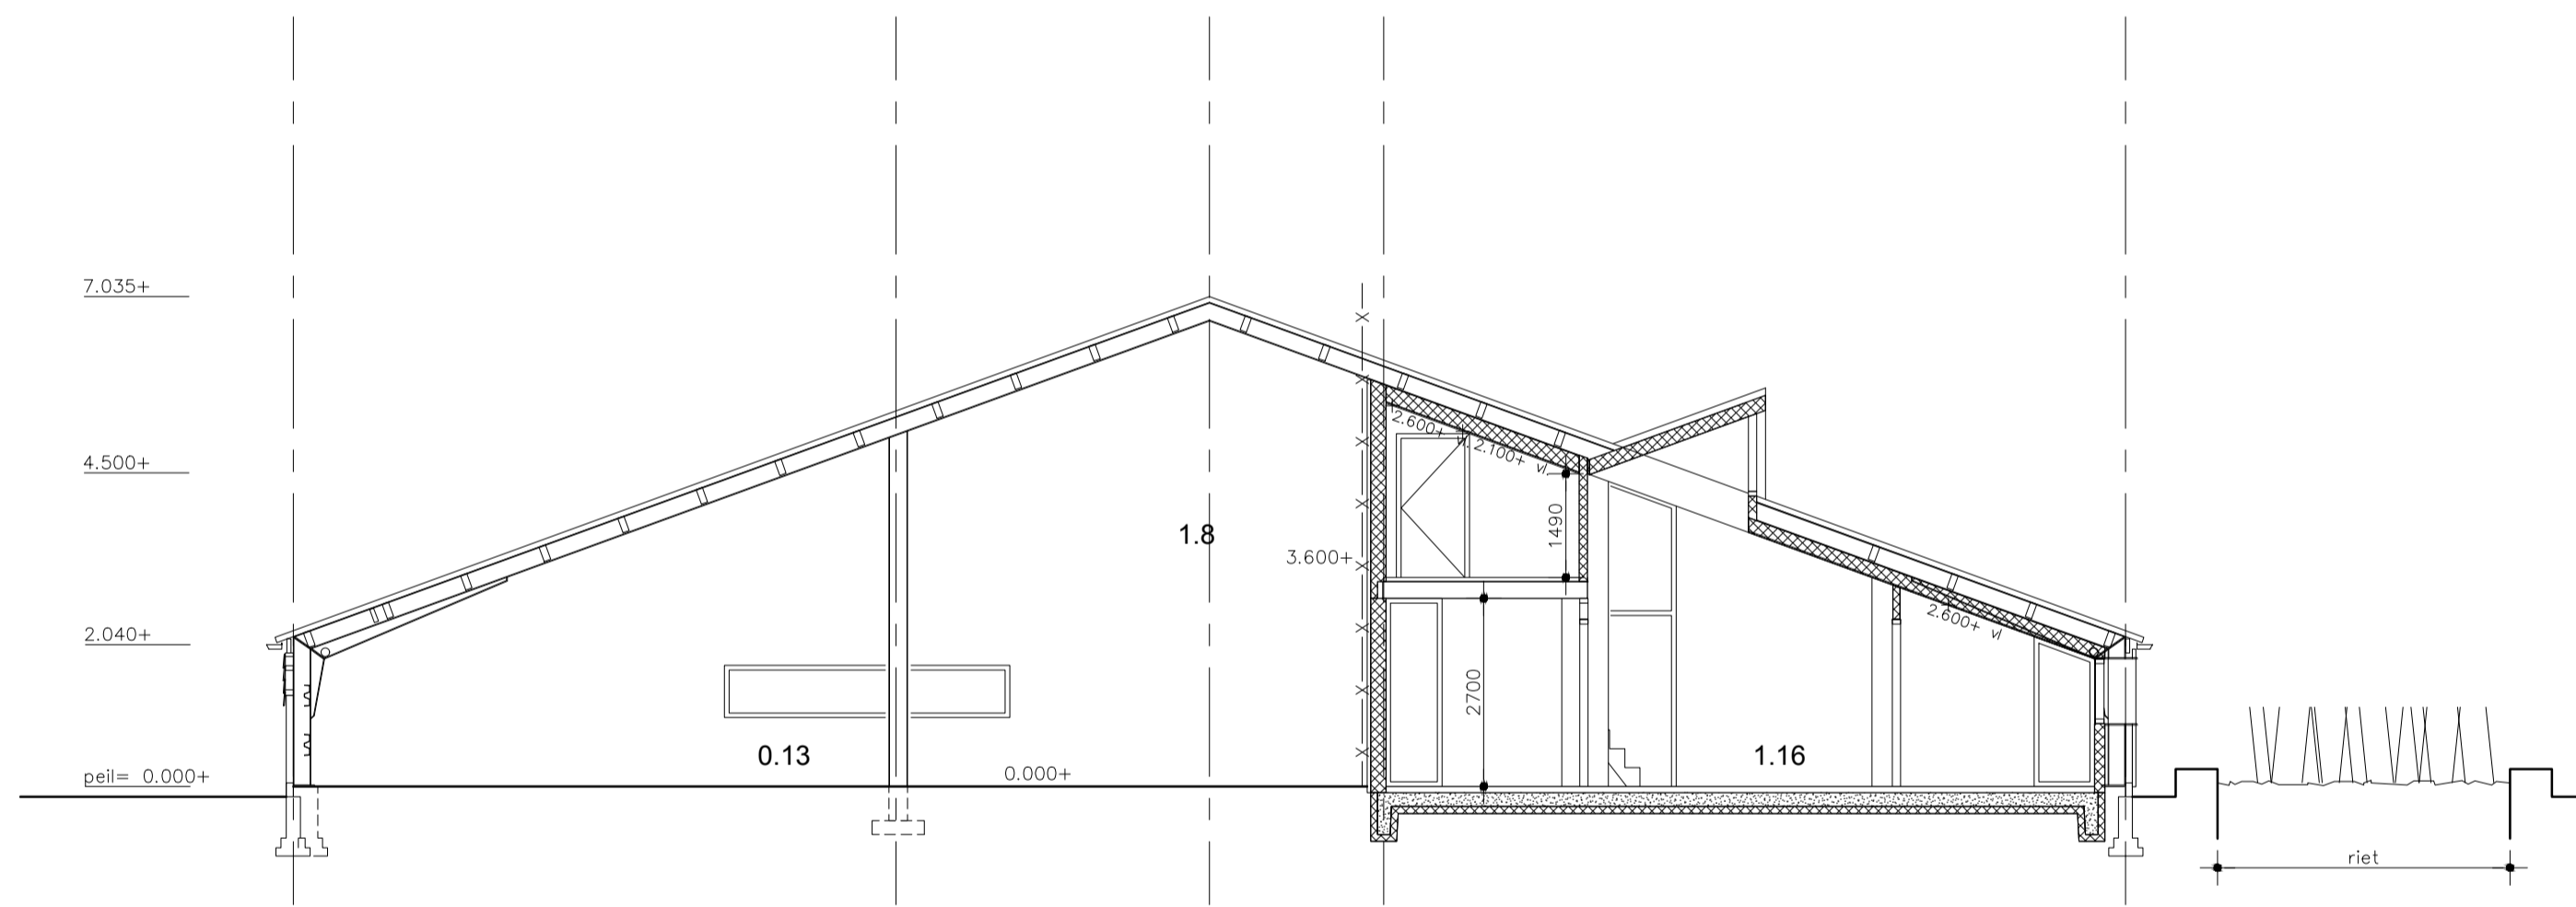 7.035+
4.500+
2.600+ vl.
2.100+ vl
1490
1.8
3.600+
2.040+
2.600+ vl
2700
0.13
1.16
peil= 0.000+
0.000+
riet